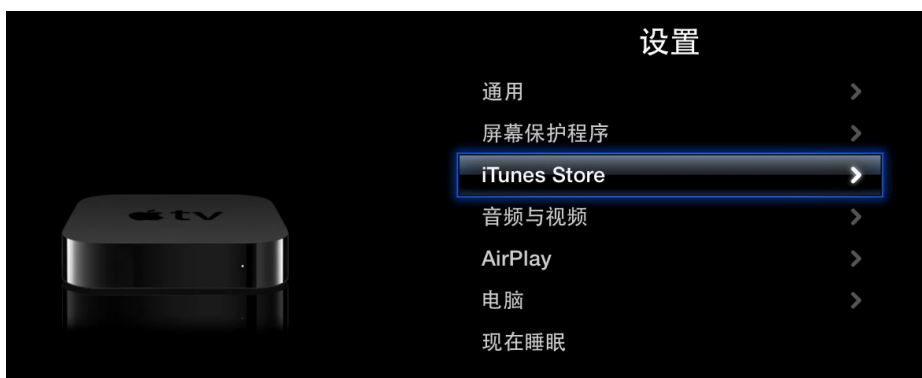 设置
通用
屏幕保护程序
iTunes Store
音频与视频
AirPlay
电脑
现在睡眠
tv